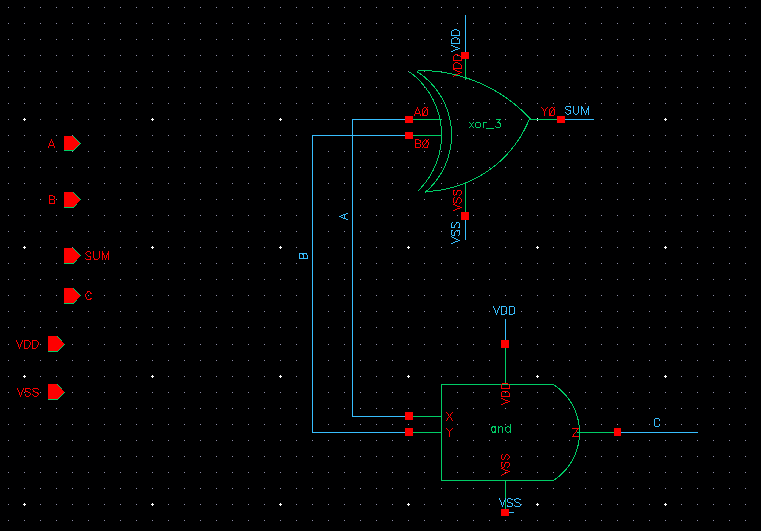 VDD
VDD
A0
xor_3
Y0
SUM
B0
VSS
VSS
A
B
SUM
C
VDD
VSS
A
B
VDD
VDD
X
Y
and
Z
C
VSS
VSS